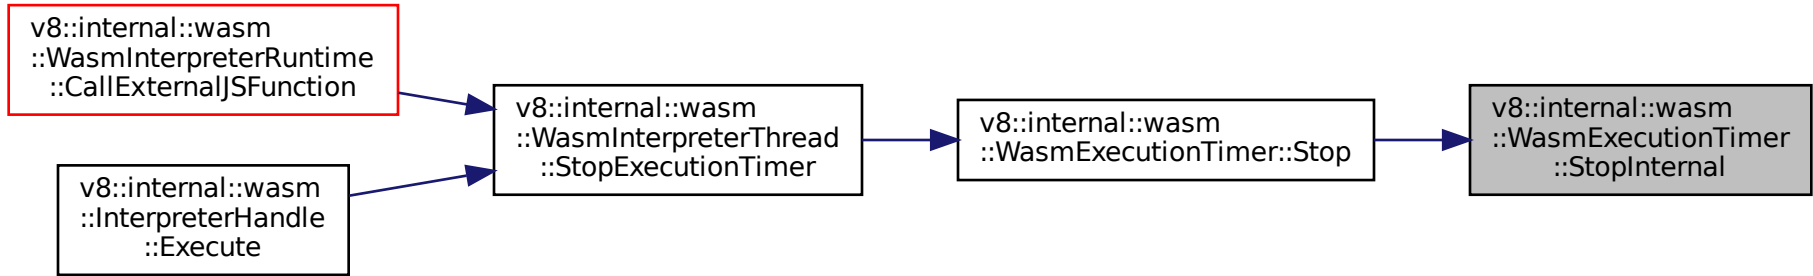 v8::internal::wasm
::WasmInterpreterRuntime
::CallExternalJSFunction
v8::internal::wasm
::InterpreterHandle
::Execute
v8::internal::wasm
::WasmInterpreterThread
::StopExecutionTimer
v8::internal::wasm
::WasmExecutionTimer::Stop
v8::internal::wasm
::WasmExecutionTimer
::StopInternal